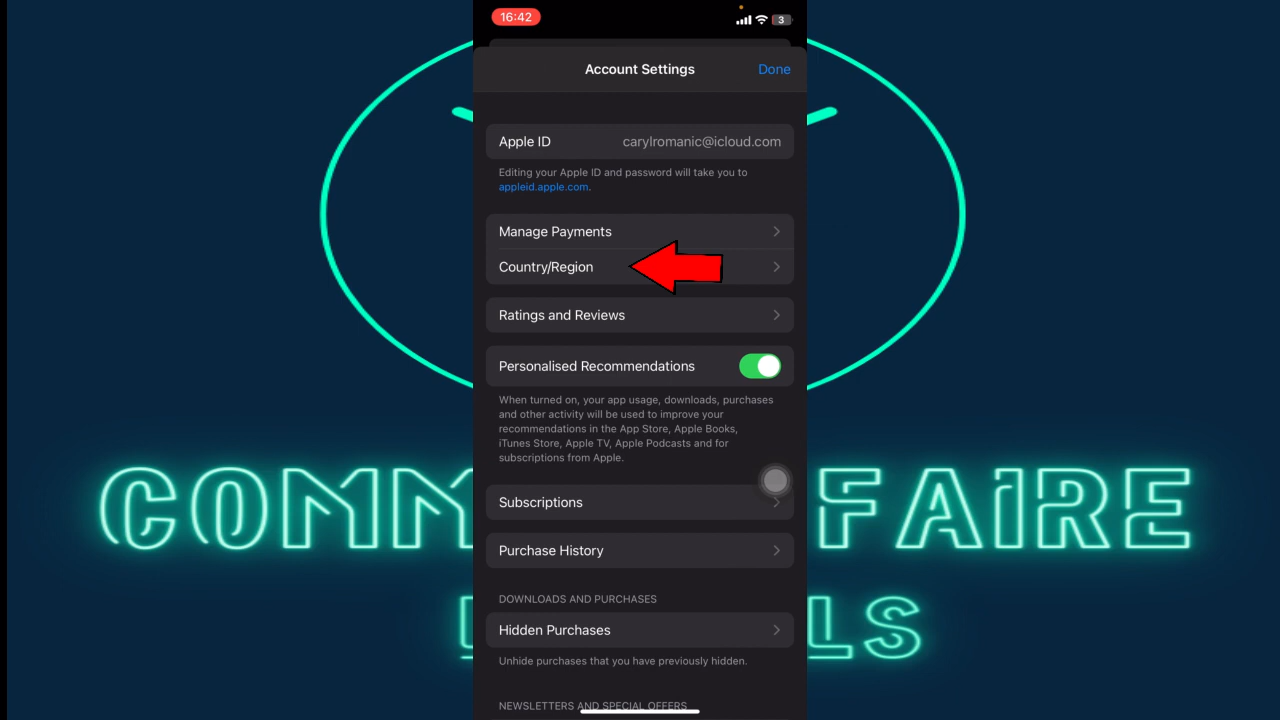 16:42
3
Account Settings
Done
Apple ID
carylromanic@icloud.com
Editing your Apple ID and password will take you to
appleid.apple.com.
Manage Payments
Country/Region
Ratings and Reviews
Personalised Recommendations
When turned on, your app usage, downloads, purchases
and other activity will be used to improve your
recommendations in the App Store, Apple Books,
iTunes Store, Apple TV, Apple Podcasts and for
subscriptions from Apple.
COMM FAIRE
Subscriptions
Purchase History
DOWNLOADS AND PURCHASES
LS
Hidden Purchases
Unhide purchases that you have previously hidden.
NEWSLETTERS AND SPECIAL OFFERS